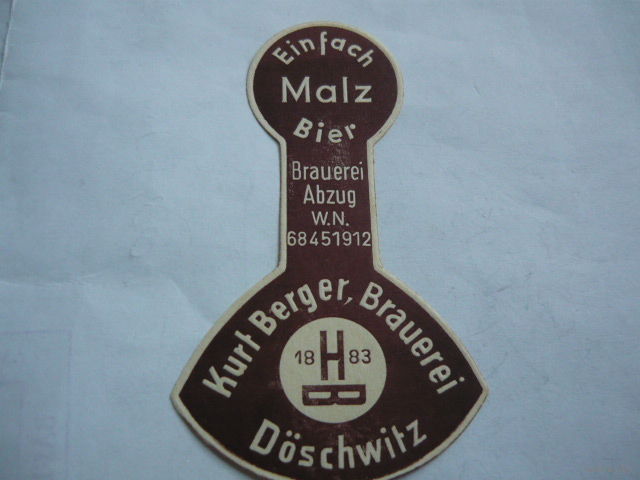 Einfach
Malz
Bier
Brauerei
Abzug
W.N.
68451912
Kurt Berger, Brauerei
18 H 83
B
Döschwitz